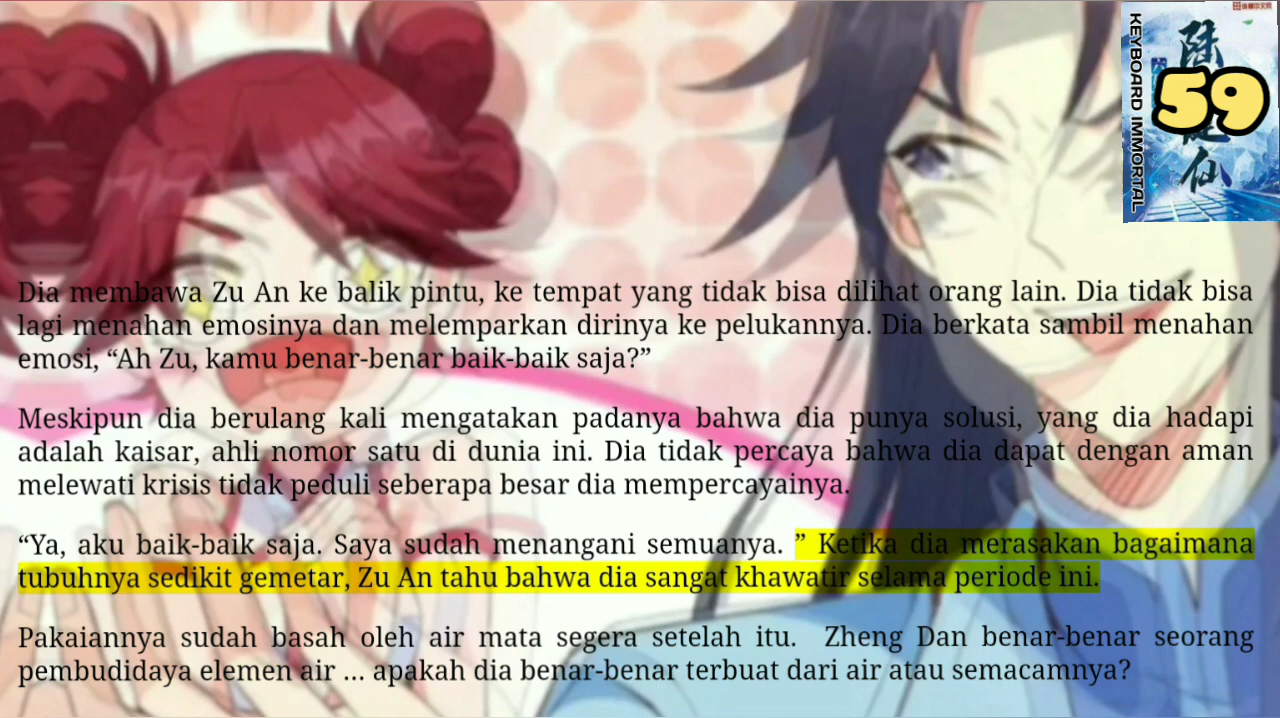 Dia membawa Zu An ke balik pintu, ke tempat yang tidak bisa dilihat orang lain. Dia tidak bisa
lagi menahan emosinya dan melemparkan dirinya ke pelukannya. Dia berkata sambil menahan
emosi, “Ah Zu, kamu benar-benar baik-baik saja?”
Meskipun dia berulang kali mengatakan padanya bahwa dia punya solusi, yang dia hadapi
adalah kaisar, ahli nomor satu di dunia ini. Dia tidak percaya bahwa dia dapat dengan aman
melewati krisis tidak peduli seberapa besar dia mempercayainya.
“Ya, aku baik-baik saja. Saya sudah menangani semuanya. ” Ketika dia merasakan bagaimana
tubuhnya sedikit gemetar, Zu An tahu bahwa dia sangat khawatir selama periode ini.
Pakaiannya sudah basah oleh air mata segera setelah itu.  Zheng Dan benar-benar seorang
pembudidaya elemen air ... apakah dia benar-benar terbuat dari air atau semacamnya?
KEYBOARD IMMORTAL
59
仙